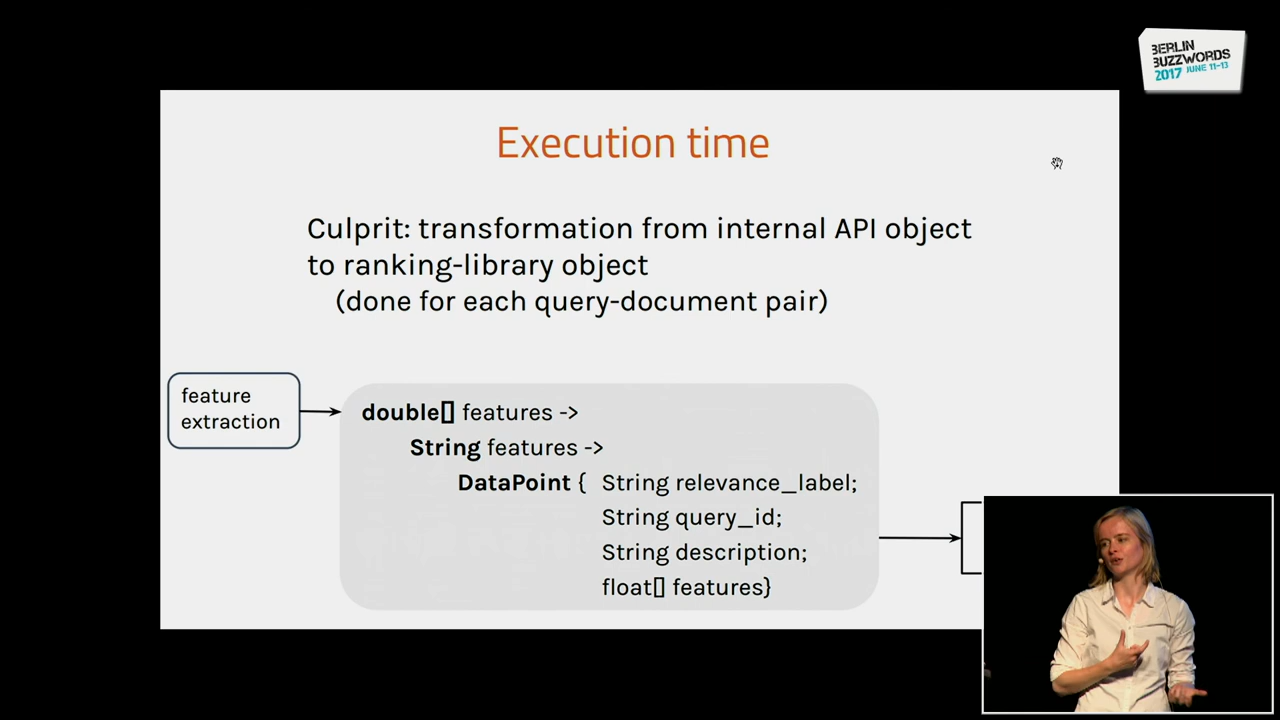 BERLIN
BUZZWORDS
2017 JUNE 11-13
Execution time
Culprit: transformation from internal API object
to ranking-library object
(done for each query-document pair)
feature
extraction
double[] features ->
String features ->
DataPoint { String relevance_label;
String query_id;
String description;
float[] features}